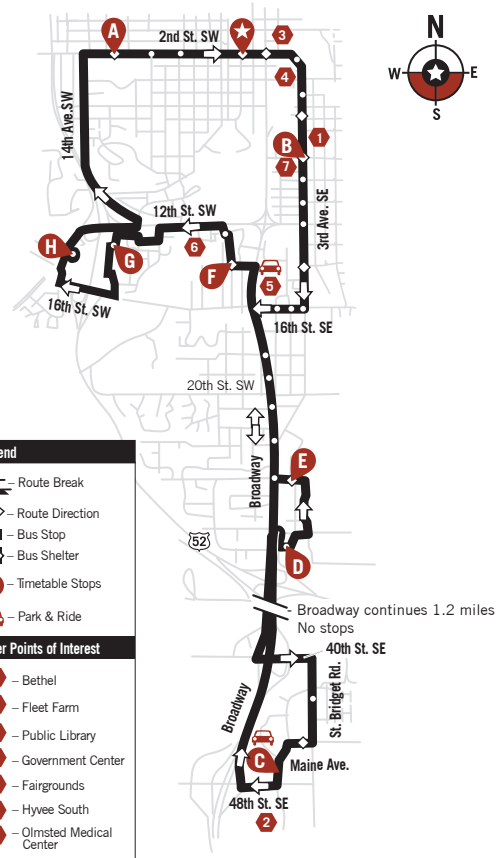 N
W
E
S
A
2nd St. SW
3
4
14th Ave.SW
B
1
7
3rd Ave. SE
12th St. SW
6
H
G
F
5
16th St. SW
16th St. SE
20th St. SW
Broadway
E
52
D
Broadway continues 1.2 miles
No stops
40th St. SE
St. Bridget Rd.
Broadway
C
Maine Ave.
48th St. SE
2
– Route Break
– Route Direction
– Bus Stop
– Bus Shelter
– Timetable Stops
– Park & Ride
Points of Interest
– Bethel
– Fleet Farm
– Public Library
– Government Center
– Fairgrounds
– Hyvee South
– Olmsted Medical
Center